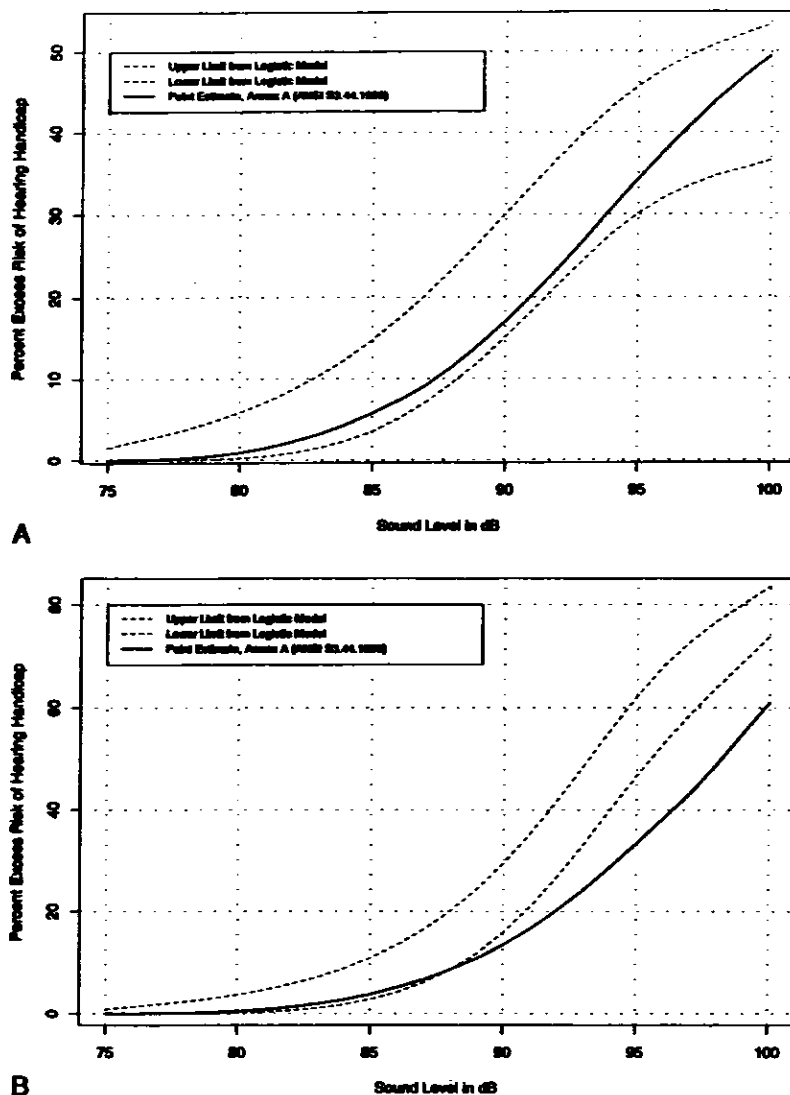 Percent Excess Risk of Hearing Handicap
50
40
30
20
10
0
Upper Limit from Logistic Model
Lower Limit from Logistic Model
Point Estimate, Annex A (ANSI S3.44.1996)
75 80 85 90 95 100
Sound Level in dB
A
Percent Excess Risk of Hearing Handicap
80
60
40
20
0
Upper Limit from Logistic Model
Lower Limit from Logistic Model
Point Estimate, Annex A (ANSI S3.44.1996)
75 80 85 90 95 100
Sound Level in dB
B